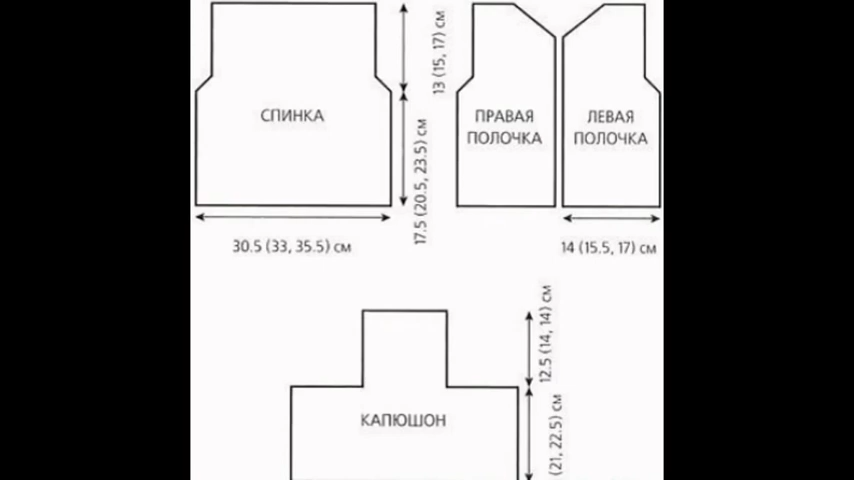 13 (15, 17) см
СПИНКА
ПРАВАЯ
ПОЛОЧКА
ЛЕВАЯ
ПОЛОЧКА
17.5 (20.5, 23.5) см
30.5 (33, 35.5) см
14 (15.5, 17) см
12.5 (14, 14) см
КАПЮШОН
(21, 22.5) см